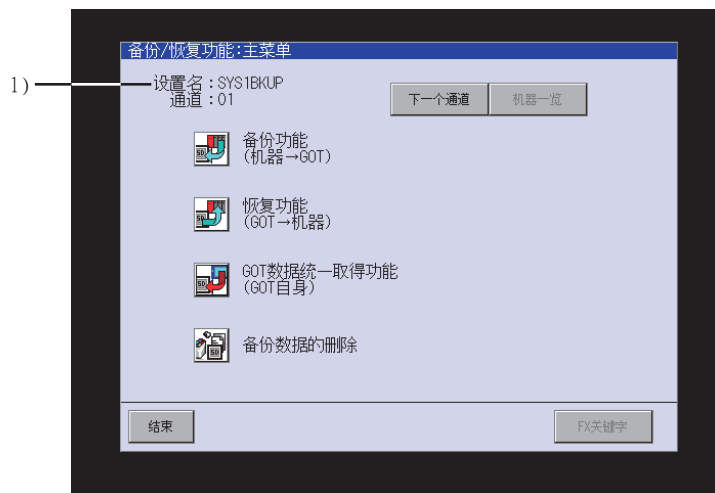 备份/恢复功能:主菜单
1)
设置名:SYS1BKUP
通道:01
下一个通道
机器一览
备份功能
(机器→GOT)
恢复功能
(GOT→机器)
GOT数据统一取得功能
(GOT自身)
备份数据的删除
结束
FX关键字